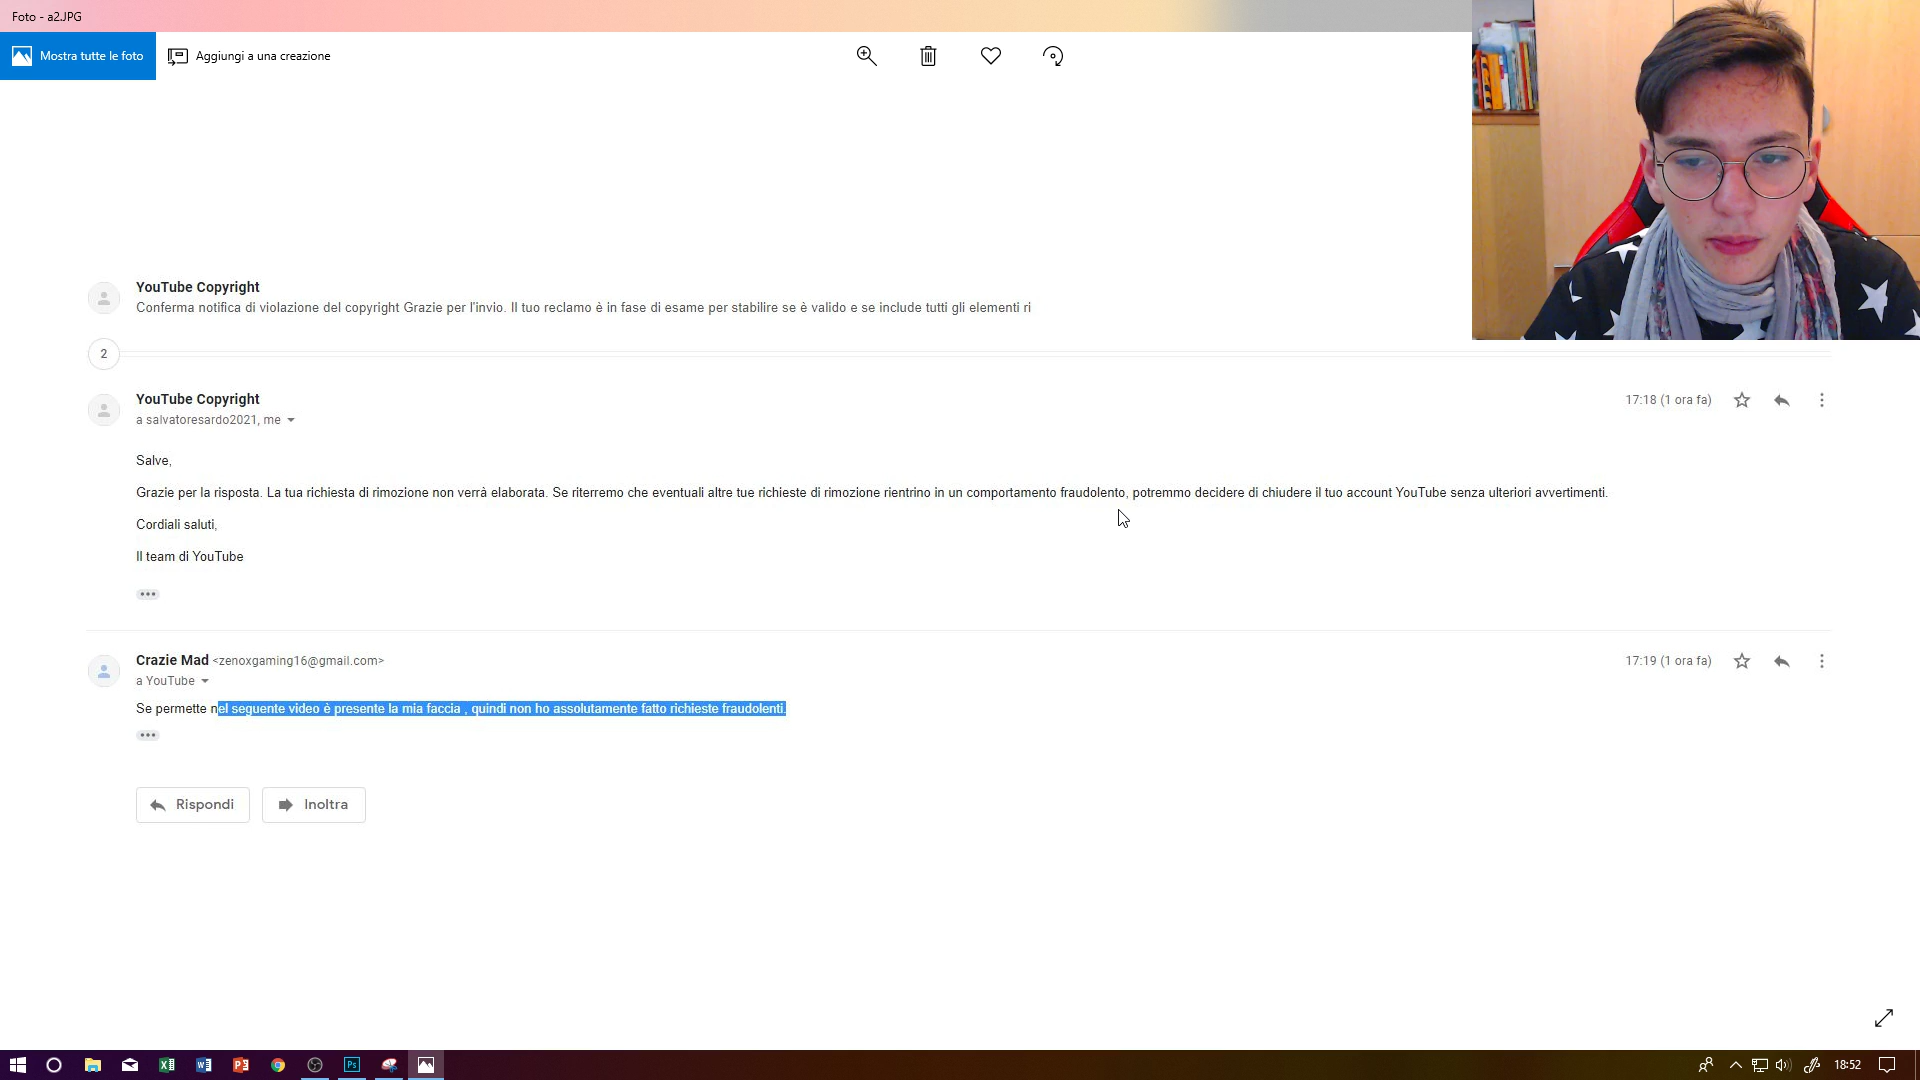 Foto - a2.JPG
Mostra tutte le foto
Aggiungi a una creazione
YouTube Copyright
Conferma notifica di violazione del copyright Grazie per l'invio. Il tuo reclamo è in fase di esame per stabilire se è valido e se include tutti gli elementi ri
2
YouTube Copyright
17:18 (1 ora fa)
a salvatoresardo2021, me
Salve,
Grazie per la risposta. La tua richiesta di rimozione non verrà elaborata. Se riterremo che eventuali altre tue richieste di rimozione rientrino in un comportamento fraudolento, potremmo decidere di chiudere il tuo account YouTube senza ulteriori avvertimenti.
Cordiali saluti,
Il team di YouTube
Crazie Mad <zenoxgaming16@gmail.com>
17:19 (1 ora fa)
a YouTube
Se permette nel seguente video è presente la mia faccia , quindi non ho assolutamente fatto richieste fraudolenti.
Rispondi
Inoltra
18:52